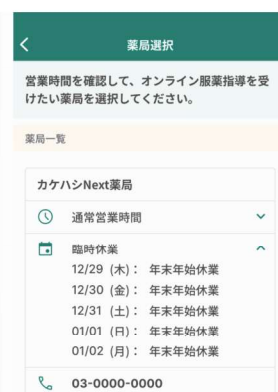 薬局選択
営業時間を確認して、オンライン服薬指導を受
けたい薬局を選択してください。
薬局一覧
カケハシNext薬局
通常営業時間
臨時休業
12/29 (木)： 年末年始休業
12/30 (金)： 年末年始休業
12/31 (土)： 年末年始休業
01/01 (日)： 年末年始休業
01/02 (月)： 年末年始休業
03-0000-0000